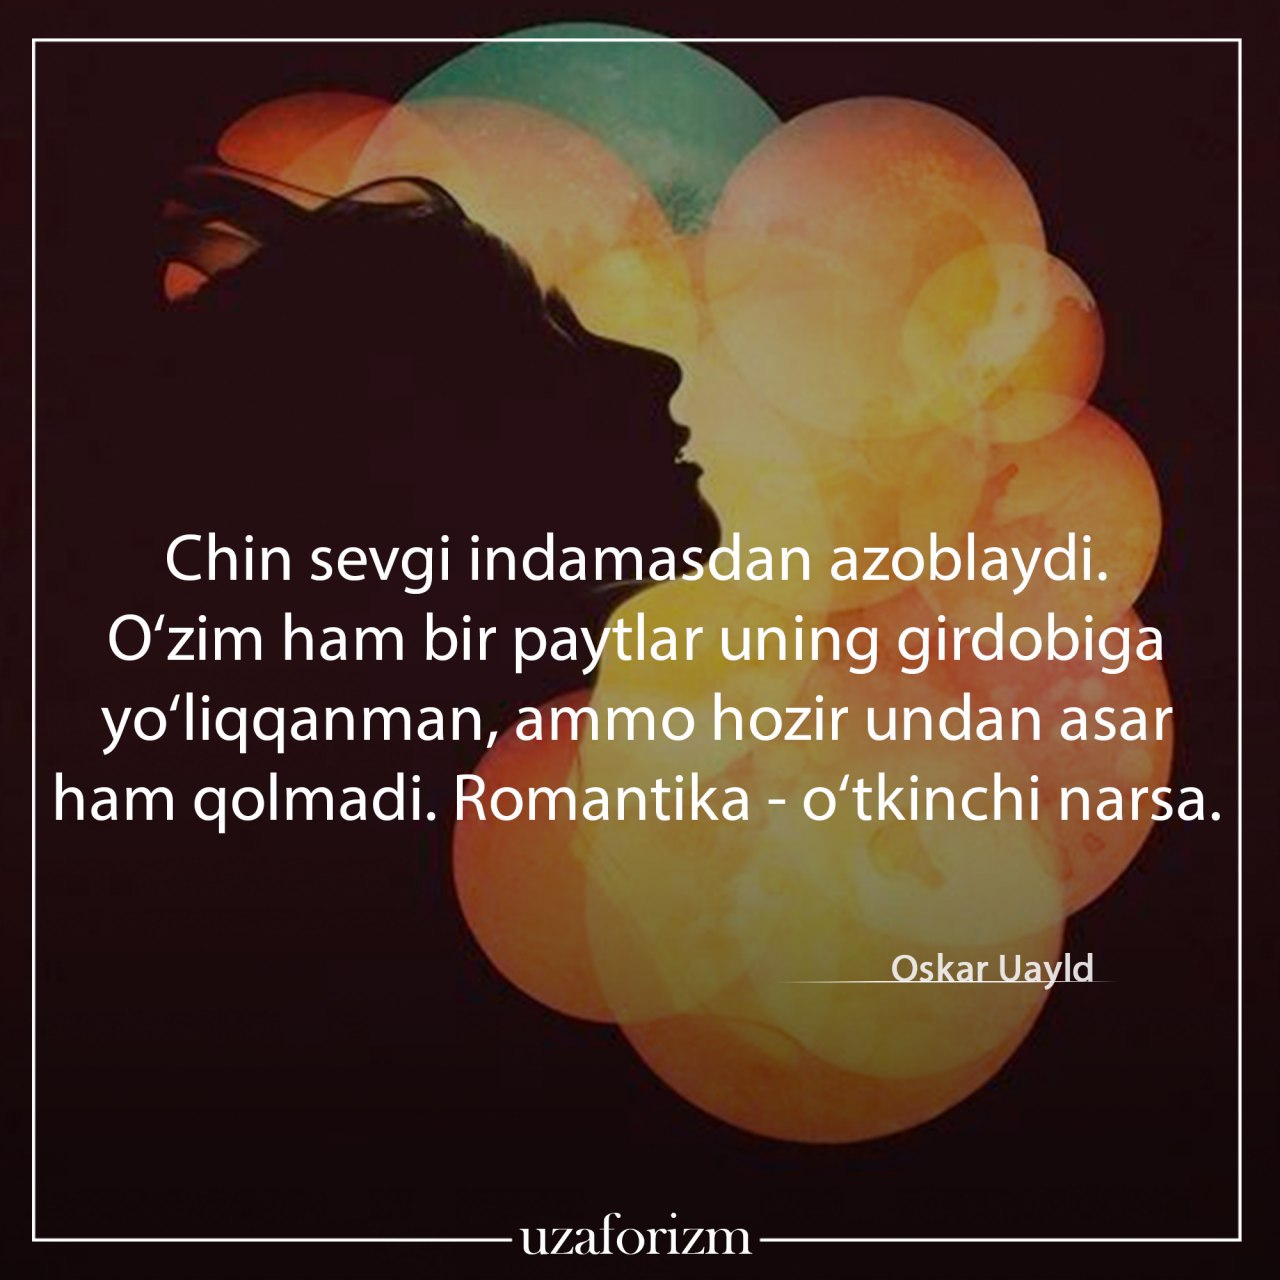 Chin sevgi indamasdan azoblaydi.
O‘zim ham bir paytlar uning girdobiga
yo‘liqqanman, ammo hozir undan asar
ham qolmadi. Romantika - o‘tkinchi narsa.
Oskar Uayld
uzaforizm